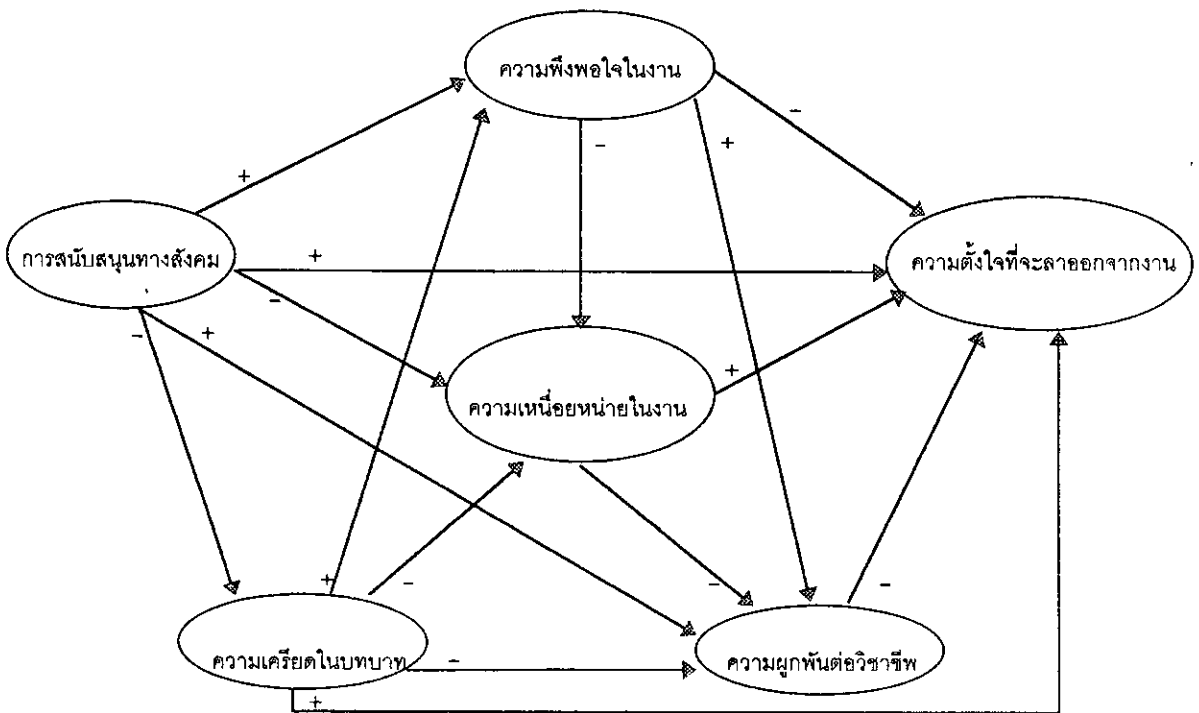 ความพึงพอใจในงาน
-
-
+
+
การสนับสนุนทางสังคม
+
ความตั้งใจที่จะลาออกจากงาน
-
-
+
+
ความเหนื่อยหน่ายในงาน
+
-
-
-
ความเครียดในบทบาท
-
ความผูกพันต่อวิชาชีพ
+